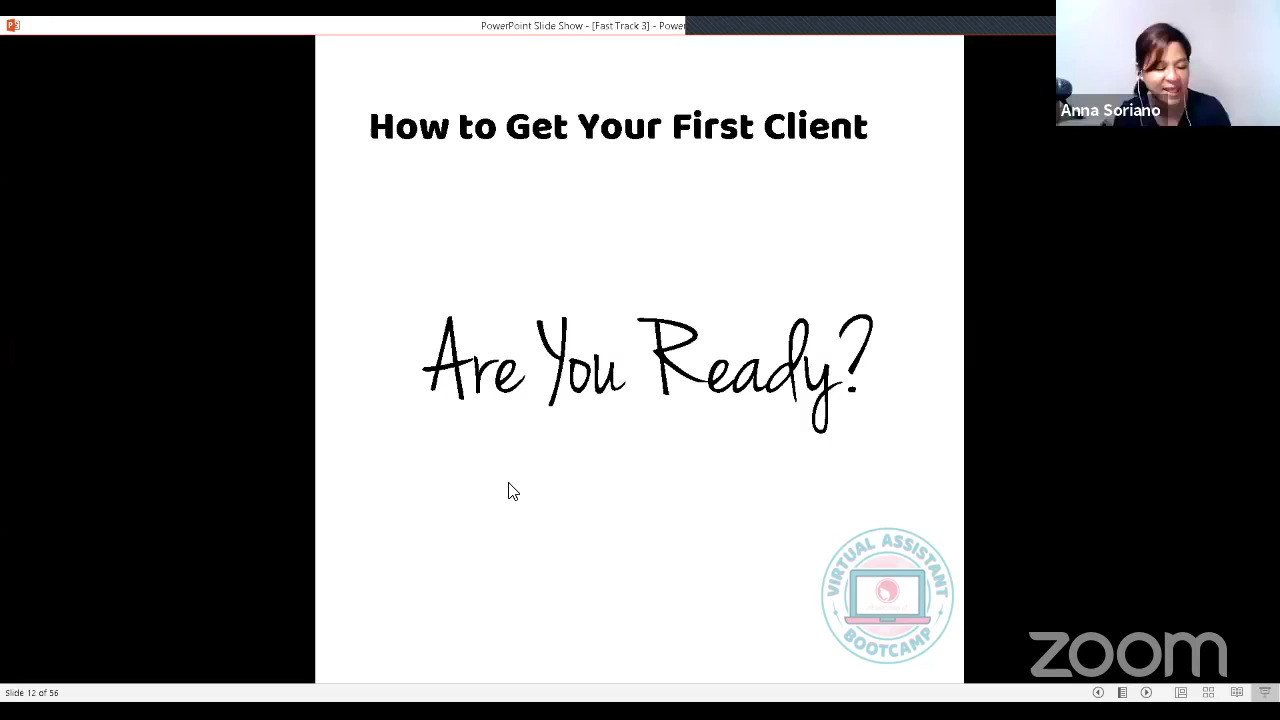 PowerPoint Slide Show - [Fast Track 3] - Power
Anna Soriano
How to Get Your First Client
Are You Ready?
VIRTUAL ASSISTANT
BOOTCAMP
zoom
Slide 12 of 56